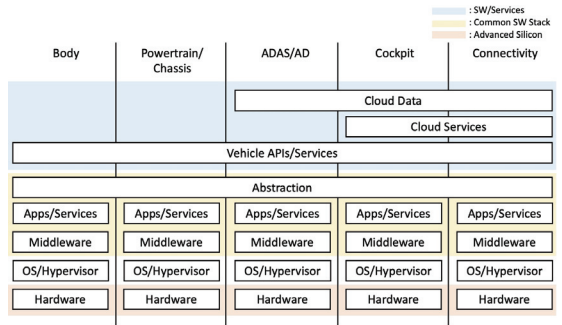 : SW/Services
: Common SW Stack
: Advanced Silicon
Body
Powertrain/
Chassis
ADAS/AD
Cockpit
Connectivity
Cloud Data
Cloud Services
Vehicle APIs/Services
Abstraction
Apps/Services Apps/Services Apps/Services Apps/Services Apps/Services
Middleware Middleware Middleware Middleware Middleware
OS/Hypervisor OS/Hypervisor OS/Hypervisor OS/Hypervisor OS/Hypervisor
Hardware Hardware Hardware Hardware Hardware